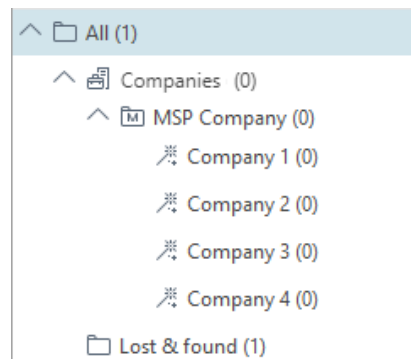 All (1)
Companies (0)
M MSP Company (0)
Company 1 (0)
Company 2 (0)
Company 3 (0)
Company 4 (0)
Lost & found (1)